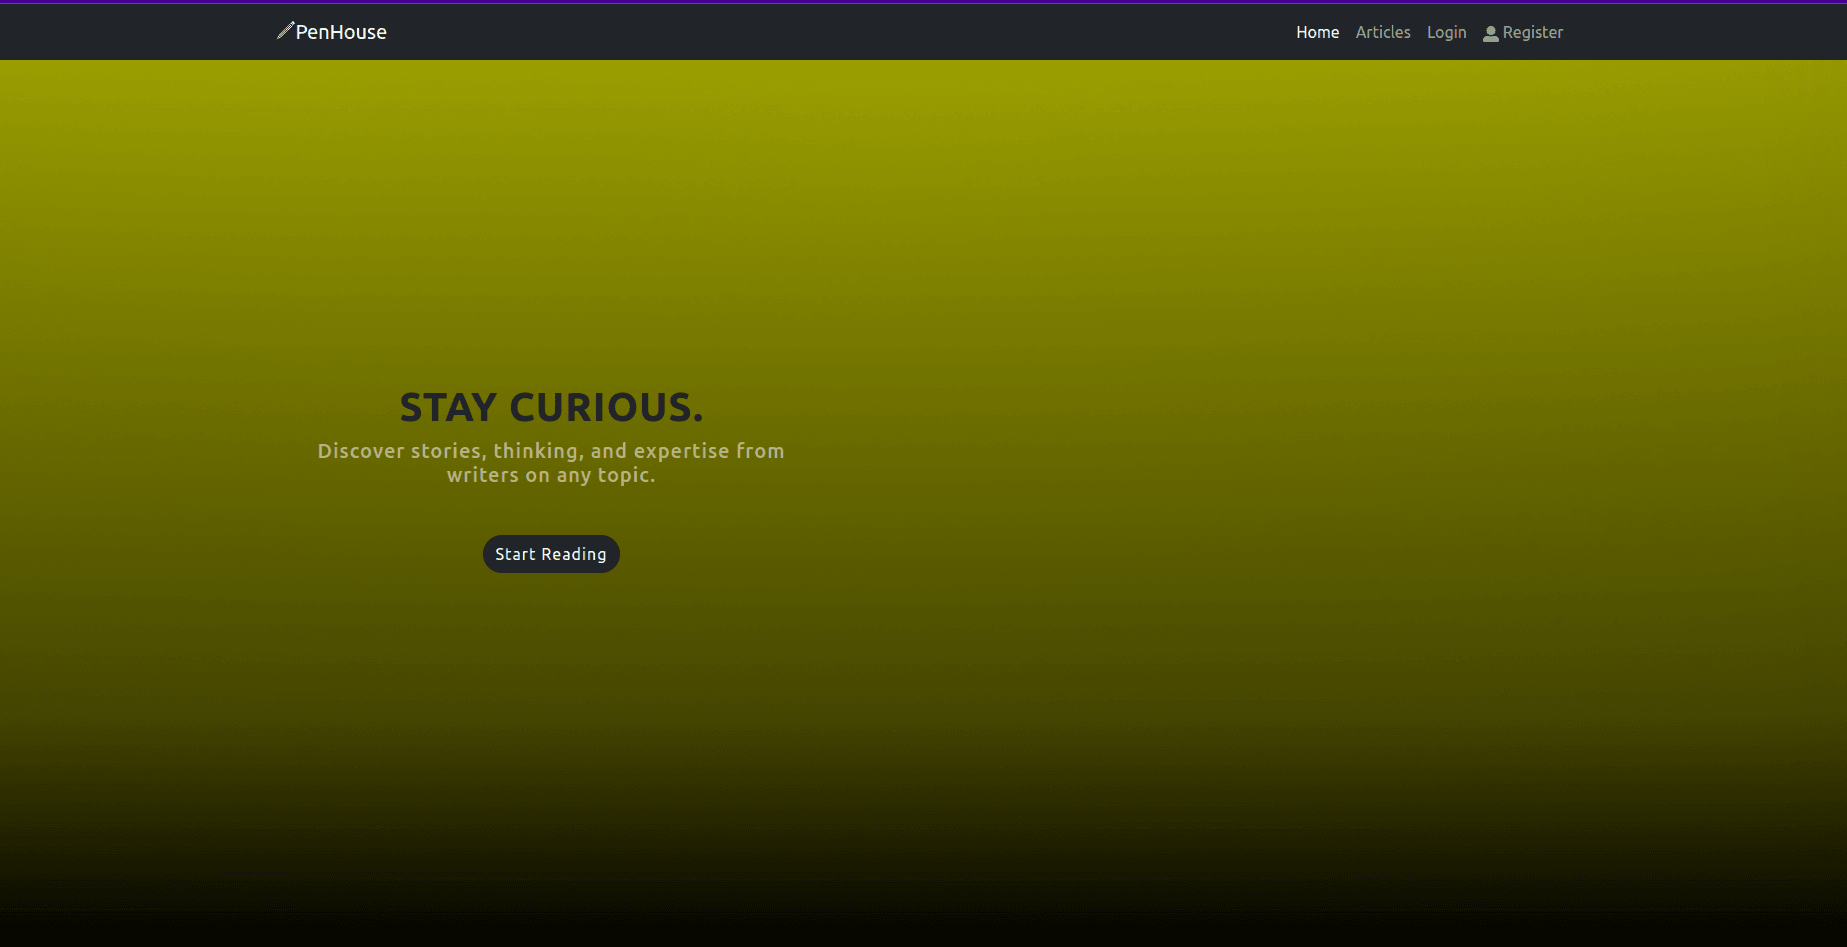 PenHouse
Home Articles Login Register
STAY CURIOUS.
Discover stories, thinking, and expertise from
writers on any topic.
Start Reading